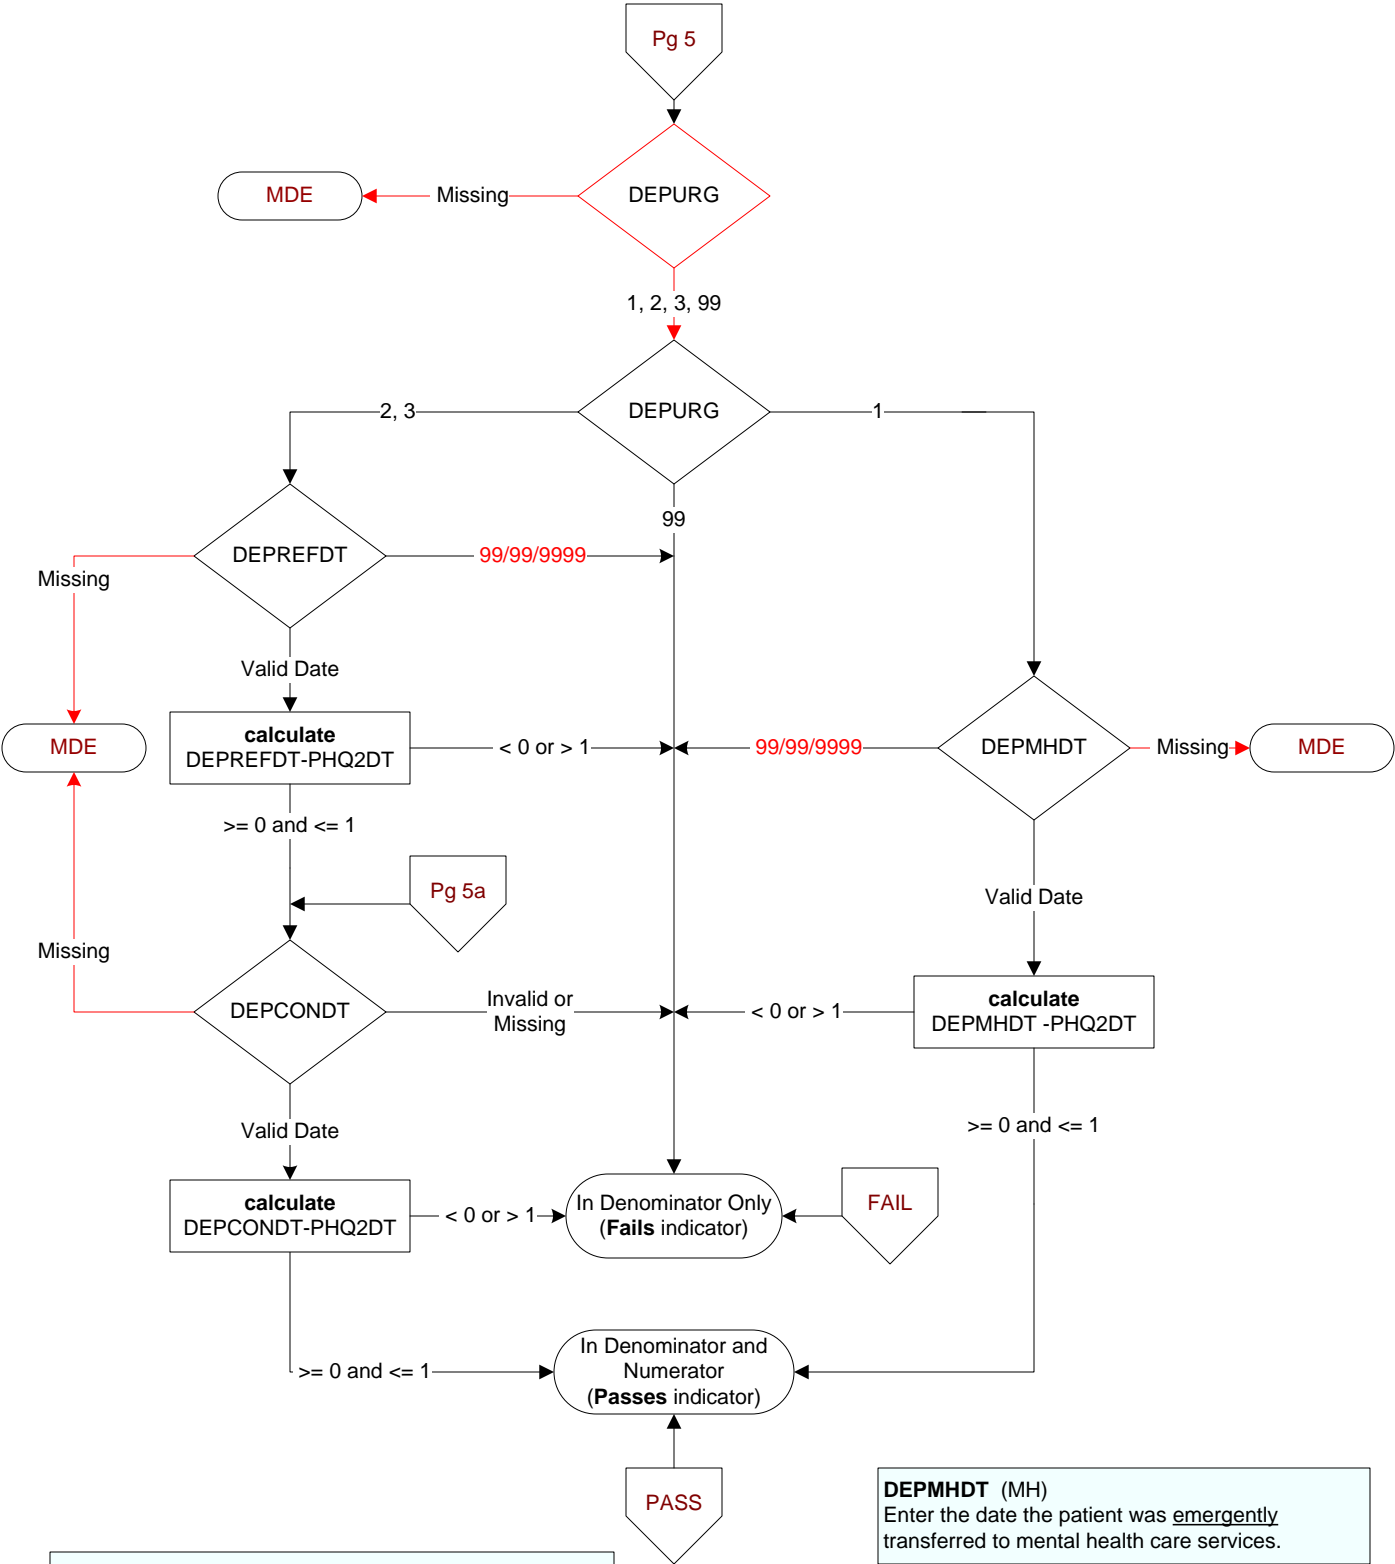 Pg 5
MDE
Missing
DEPURG
1, 2, 3, 99
2, 3
DEPURG
1
99
DEPREFDT
99/99/9999
Missing
Valid Date
MDE
calculate
DEPREFDT-PHQ2DT
< 0 or > 1
99/99/9999
DEPMHDT
Missing
MDE
>= 0 and <= 1
Pg 5a
Valid Date
Missing
DEPCONDT
Invalid or
Missing
< 0 or > 1
calculate
DEPMHDT -PHQ2DT
Valid Date
>= 0 and <= 1
calculate
DEPCONDT-PHQ2DT
< 0 or > 1
In Denominator Only
(Fails indicator)
FAIL
>= 0 and <= 1
In Denominator and
Numerator
(Passes indicator)
PASS
DEPMHDT (MH)
Enter the date the patient was emergently
transferred to mental health care services.